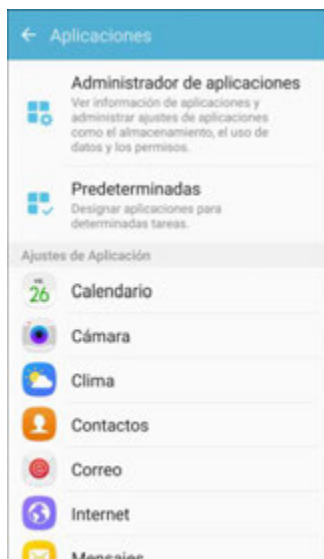 Aplicaciones
Administrador de aplicaciones
Ver información de aplicaciones y
administrar ajustes de aplicaciones
como el almacenamiento, el uso de
datos y los permisos.
Predeterminadas
Designar aplicaciones para
determinadas tareas.
Ajustes de Aplicación
26
Calendario
Cámara
Clima
Contactos
Correo
Internet
Mensajes